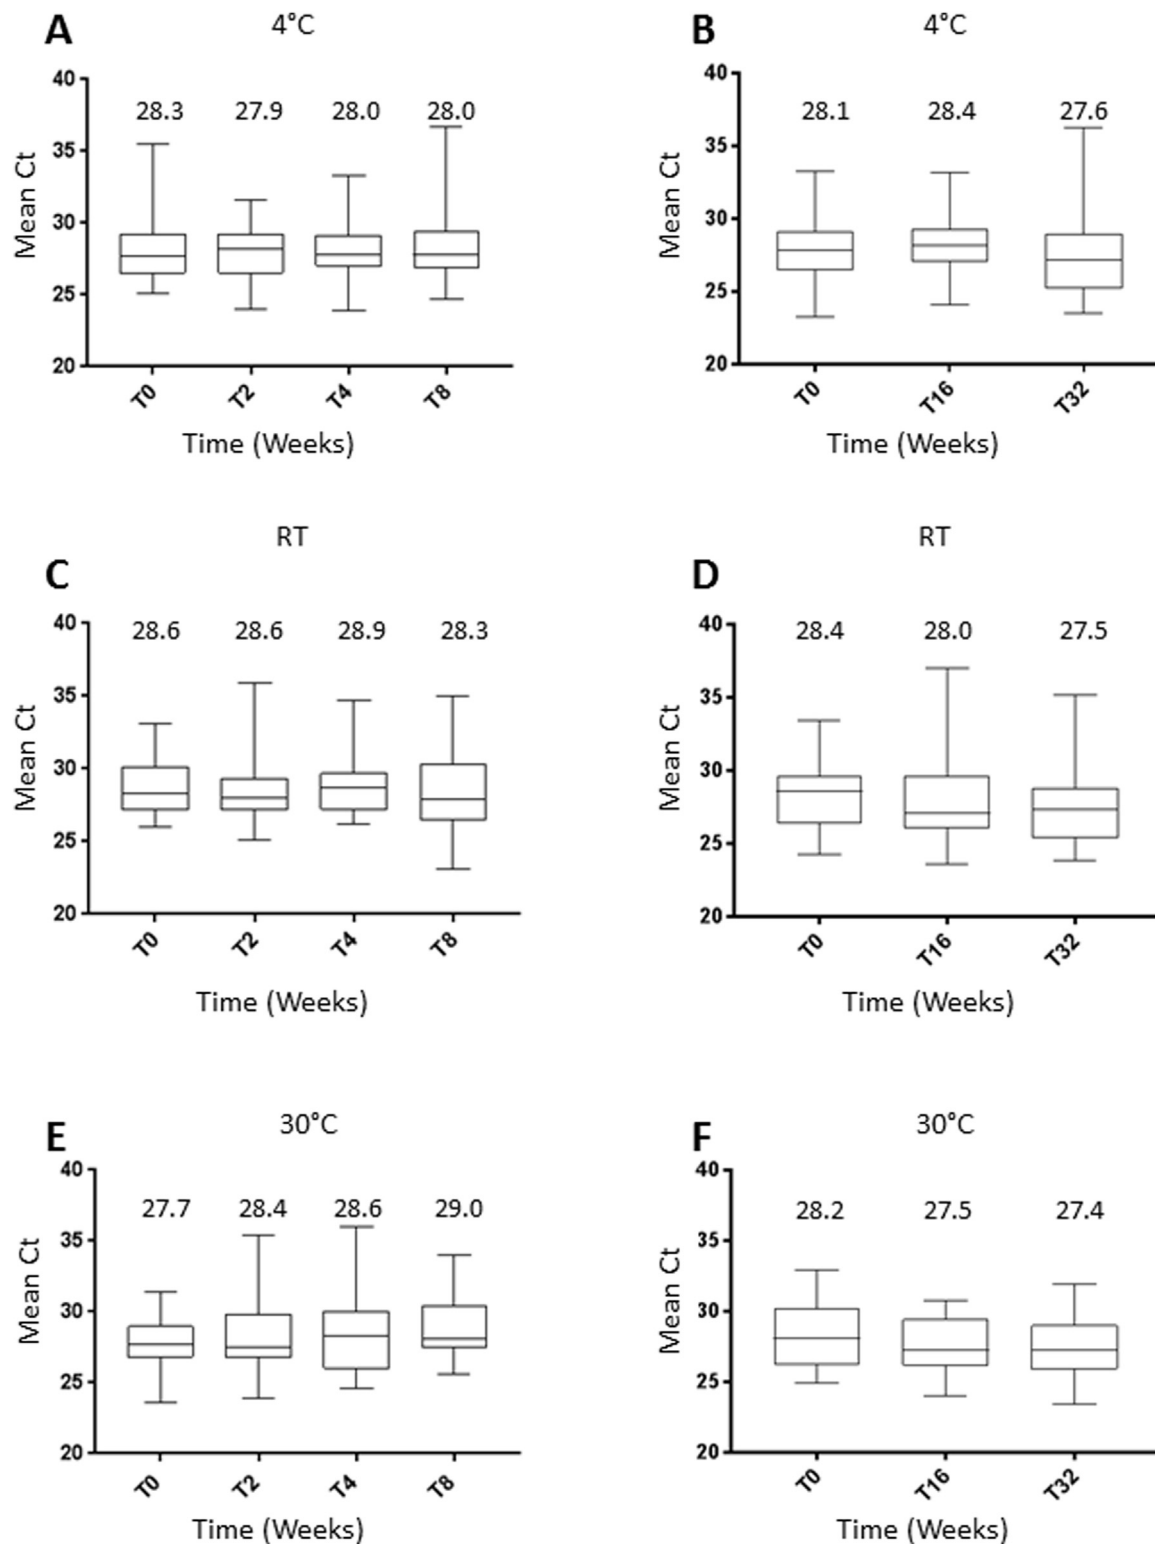 A
4°C
40
35
30
25
20
Mean Ct
28.3
27.9
28.0
28.0
T0
T2
T4
T8
Time (Weeks)
B
4°C
40
35
30
25
20
Mean Ct
28.1
28.4
27.6
T0
T16
T32
Time (Weeks)
C
RT
40
35
30
25
20
Mean Ct
28.6
28.6
28.9
28.3
T0
T2
T4
T8
Time (Weeks)
D
RT
40
35
30
25
20
Mean Ct
28.4
28.0
27.5
T0
T16
T32
Time (Weeks)
E
30°C
40
35
30
25
20
Mean Ct
27.7
28.4
28.6
29.0
T0
T2
T4
T8
Time (Weeks)
F
30°C
40
35
30
25
20
Mean Ct
28.2
27.5
27.4
T0
T16
T32
Time (Weeks)